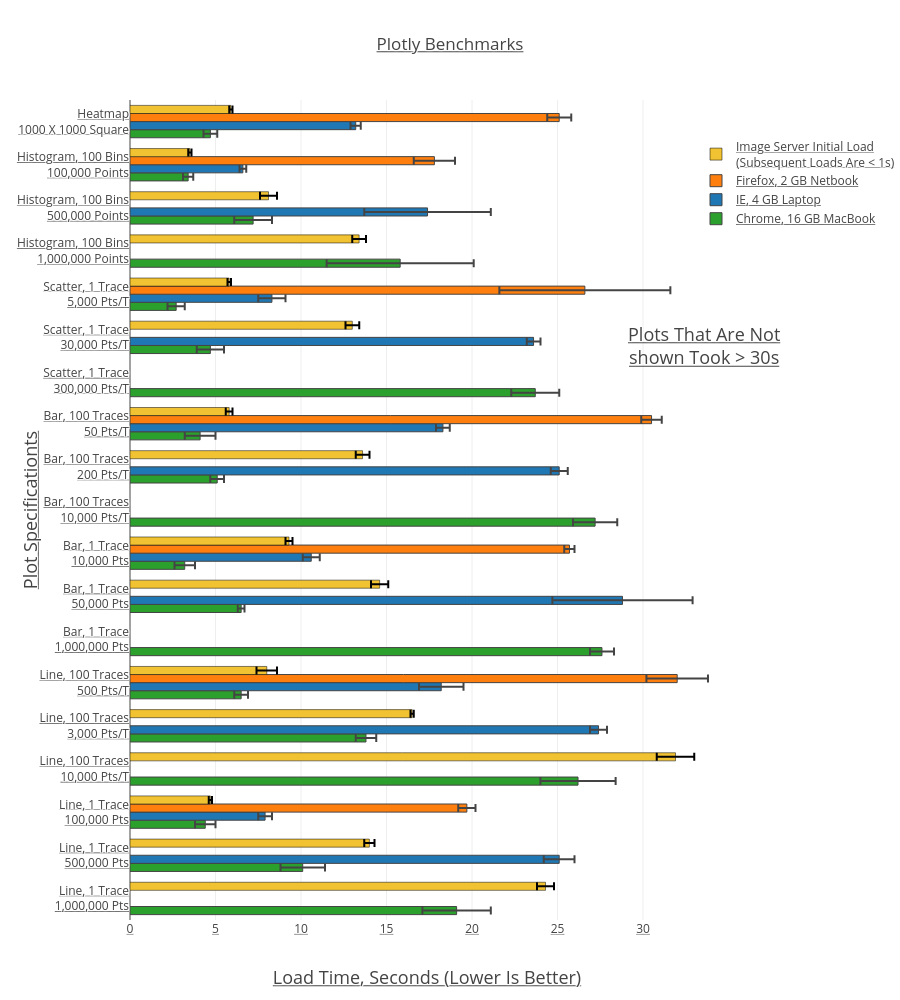 Plotly Benchmarks
Heatmap
1000 X 1000 Square
Histogram, 100 Bins
100,000 Points
Histogram, 100 Bins
500,000 Points
Histogram, 100 Bins
1,000,000 Points
Scatter, 1 Trace
5,000 Pts/T
Scatter, 1 Trace
30,000 Pts/T
Scatter, 1 Trace
300,000 Pts/T
Bar, 100 Traces
50 Pts/T
Bar, 100 Traces
200 Pts/T
Bar, 100 Traces
10,000 Pts/T
Bar, 1 Trace
10,000 Pts
Bar, 1 Trace
50,000 Pts
Bar, 1 Trace
1,000,000 Pts
Line, 100 Traces
500 Pts/T
Line, 100 Traces
3,000 Pts/T
Line, 100 Traces
10,000 Pts/T
Line, 1 Trace
100,000 Pts
Line, 1 Trace
500,000 Pts
Line, 1 Trace
1,000,000 Pts
Plot Specificationts
Image Server Initial Load
(Subsequent Loads Are < 1s)
Firefox, 2 GB Netbook
IE, 4 GB Laptop
Chrome, 16 GB MacBook
Plots That Are Not
shown Took > 30s
0 5 10 15 20 25 30
Load Time, Seconds (Lower Is Better)